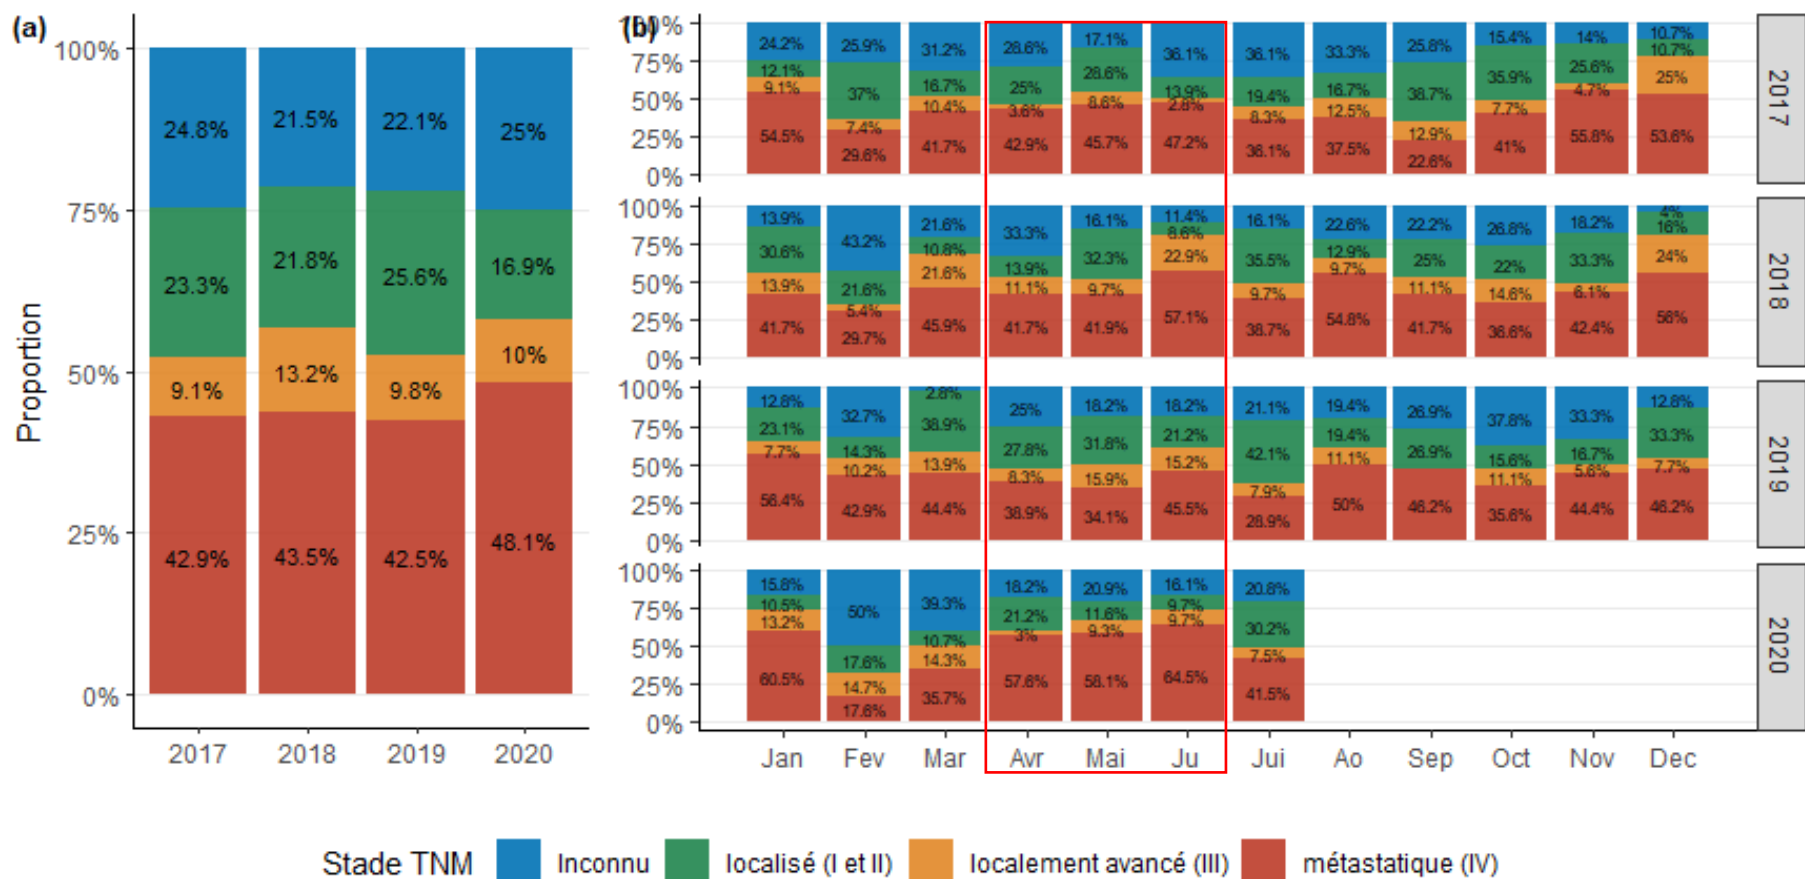 (a)
100%
75%
50%
25%
0%
Proportion
24.8% 21.5% 22.1% 25%
23.3% 21.8% 25.6% 16.9%
9.1% 13.2% 9.8% 10%
42.9% 43.5% 42.5% 48.1%
2017 2018 2019 2020
(b)
100%
75%
50%
25%
0%
24.2% 25.9% 31.2% 28.6% 17.1% 36.1% 36.1% 33.3% 25.8% 15.4% 14% 10.7%
12.1% 37% 16.7% 25% 28.6% 13.9% 19.4% 16.7% 38.7% 35.9% 25.6% 10.7%
9.1% 7.4% 10.4% 3.6% 8.6% 2.8% 8.3% 12.5% 12.9% 7.7% 4.7% 25%
54.5% 29.6% 41.7% 42.9% 45.7% 47.2% 36.1% 37.5% 22.6% 41% 55.8% 53.6%
2017
100%
75%
50%
25%
0%
13.9% 43.2% 21.6% 33.3% 16.1% 11.4% 16.1% 22.6% 22.2% 26.8% 18.2% 4%
30.6% 21.6% 10.8% 13.9% 32.3% 8.6% 35.5% 12.9% 25% 22% 33.3% 16%
13.9% 5.4% 21.6% 11.1% 9.7% 22.9% 9.7% 9.7% 11.1% 14.6% 6.1% 24%
41.7% 29.7% 45.9% 41.7% 41.9% 57.1% 38.7% 54.8% 41.7% 36.6% 42.4% 56%
2018
100%
75%
50%
25%
0%
12.8% 32.7% 2.8% 25% 18.2% 18.2% 21.1% 19.4% 26.9% 37.8% 33.3% 12.8%
23.1% 14.3% 38.9% 27.8% 31.8% 21.2% 42.1% 19.4% 26.9% 15.6% 16.7% 33.3%
7.7% 10.2% 13.9% 8.3% 15.9% 15.2% 7.9% 11.1% 11.1% 5.6% 7.7%
56.4% 42.9% 44.4% 38.9% 34.1% 45.5% 28.9% 50% 46.2% 35.6% 44.4% 46.2%
2019
100%
75%
50%
25%
0%
15.8% 50% 39.3% 18.2% 20.9% 16.1% 20.8%
10.5% 17.6% 10.7% 21.2% 11.6% 9.7% 30.2%
13.2% 14.7% 14.3% 3% 9.3% 9.7% 7.5%
60.5% 17.6% 35.7% 57.6% 58.1% 64.5% 41.5%
2020
Jan Fev Mar Avr Mai Ju Jui Ao Sep Oct Nov Dec
Stade TNM Inconnu localisé (I et II) localement avancé (III) métastatique (IV)